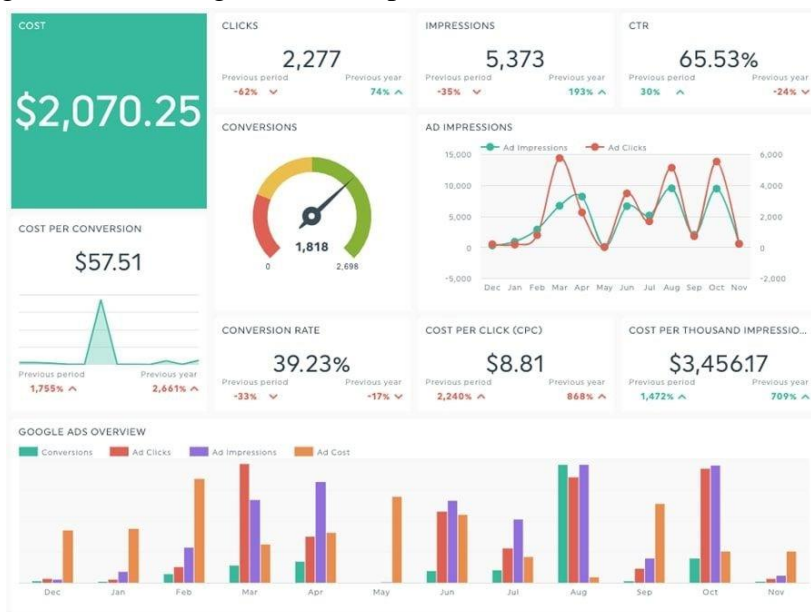 COST
$2,070.25
CLICKS
2,277
Previous period Previous year
-62% 74%
IMPRESSIONS
5,373
Previous period Previous year
-35% 193%
CTR
65.53%
Previous period Previous year
30% -24%
COST PER CONVERSION
$57.51
Previous period Previous year
1,755% 2,661%
CONVERSIONS
1,818
0 2,698
AD IMPRESSIONS
Ad Impressions Ad Clicks
15,000 6,000
10,000 4,000
5,000 2,000
0 0
-5,000 -2,000
Dec Jan Feb Mar Apr May Jun Jul Aug Sep Oct Nov
CONVERSION RATE
39.23%
Previous period Previous year
-33% -17%
COST PER CLICK (CPC)
$8.81
Previous period Previous year
2,240% 868%
COST PER THOUSAND IMPRESSIO...
$3,456.17
Previous period Previous year
1,472% 709%
GOOGLE ADS OVERVIEW
Conversions Ad Clicks Ad Impressions Ad Cost
Dec Jan Feb Mar Apr May Jun Jul Aug Sep Oct Nov